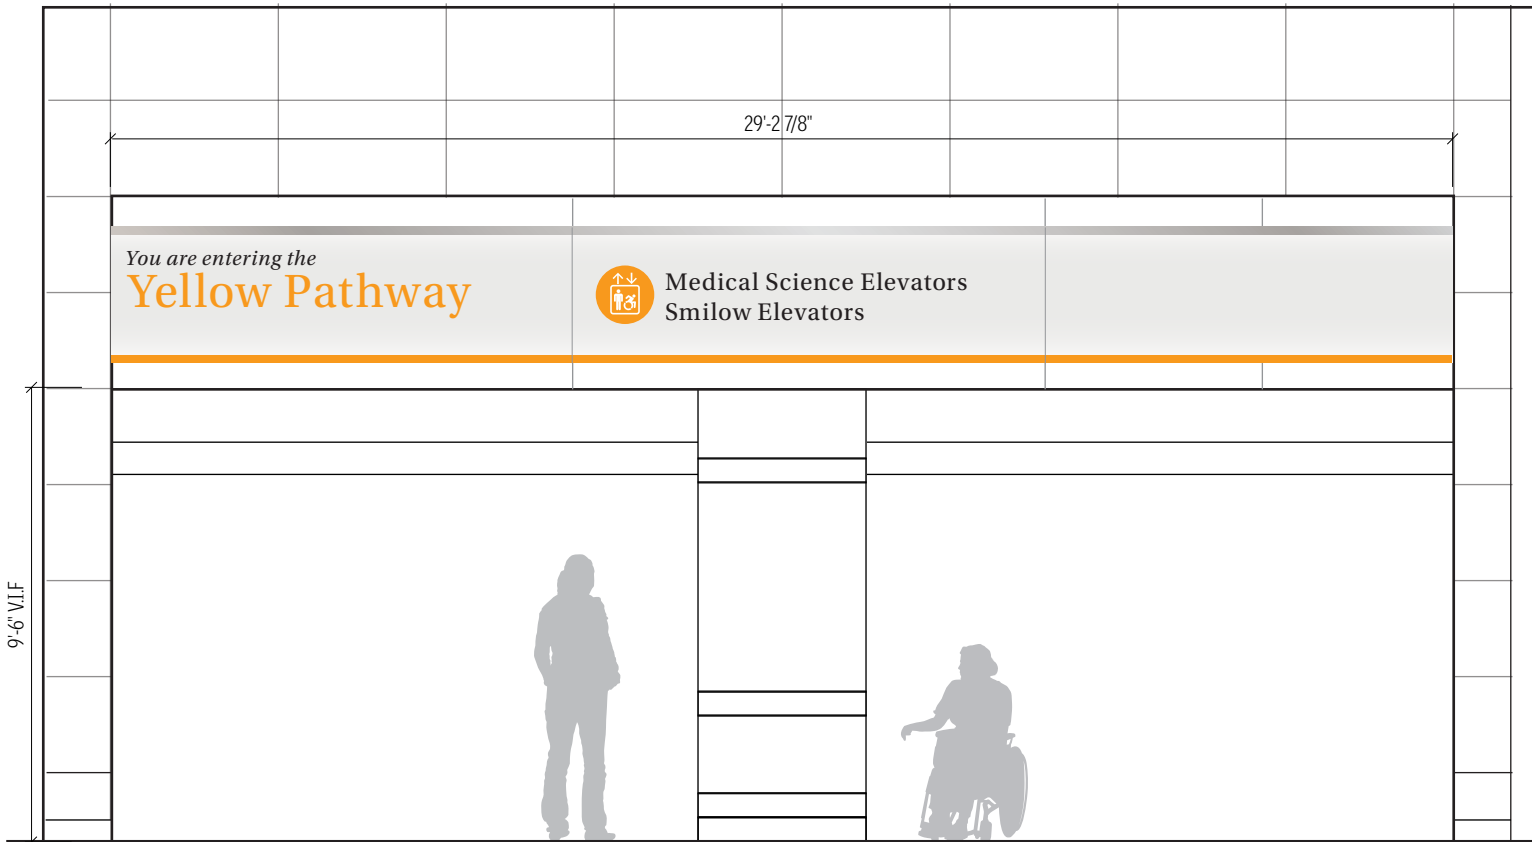 29'-2 7/8"
You are entering the
Yellow Pathway
Medical Science Elevators
Smilow Elevators
9'-6" V.I.F